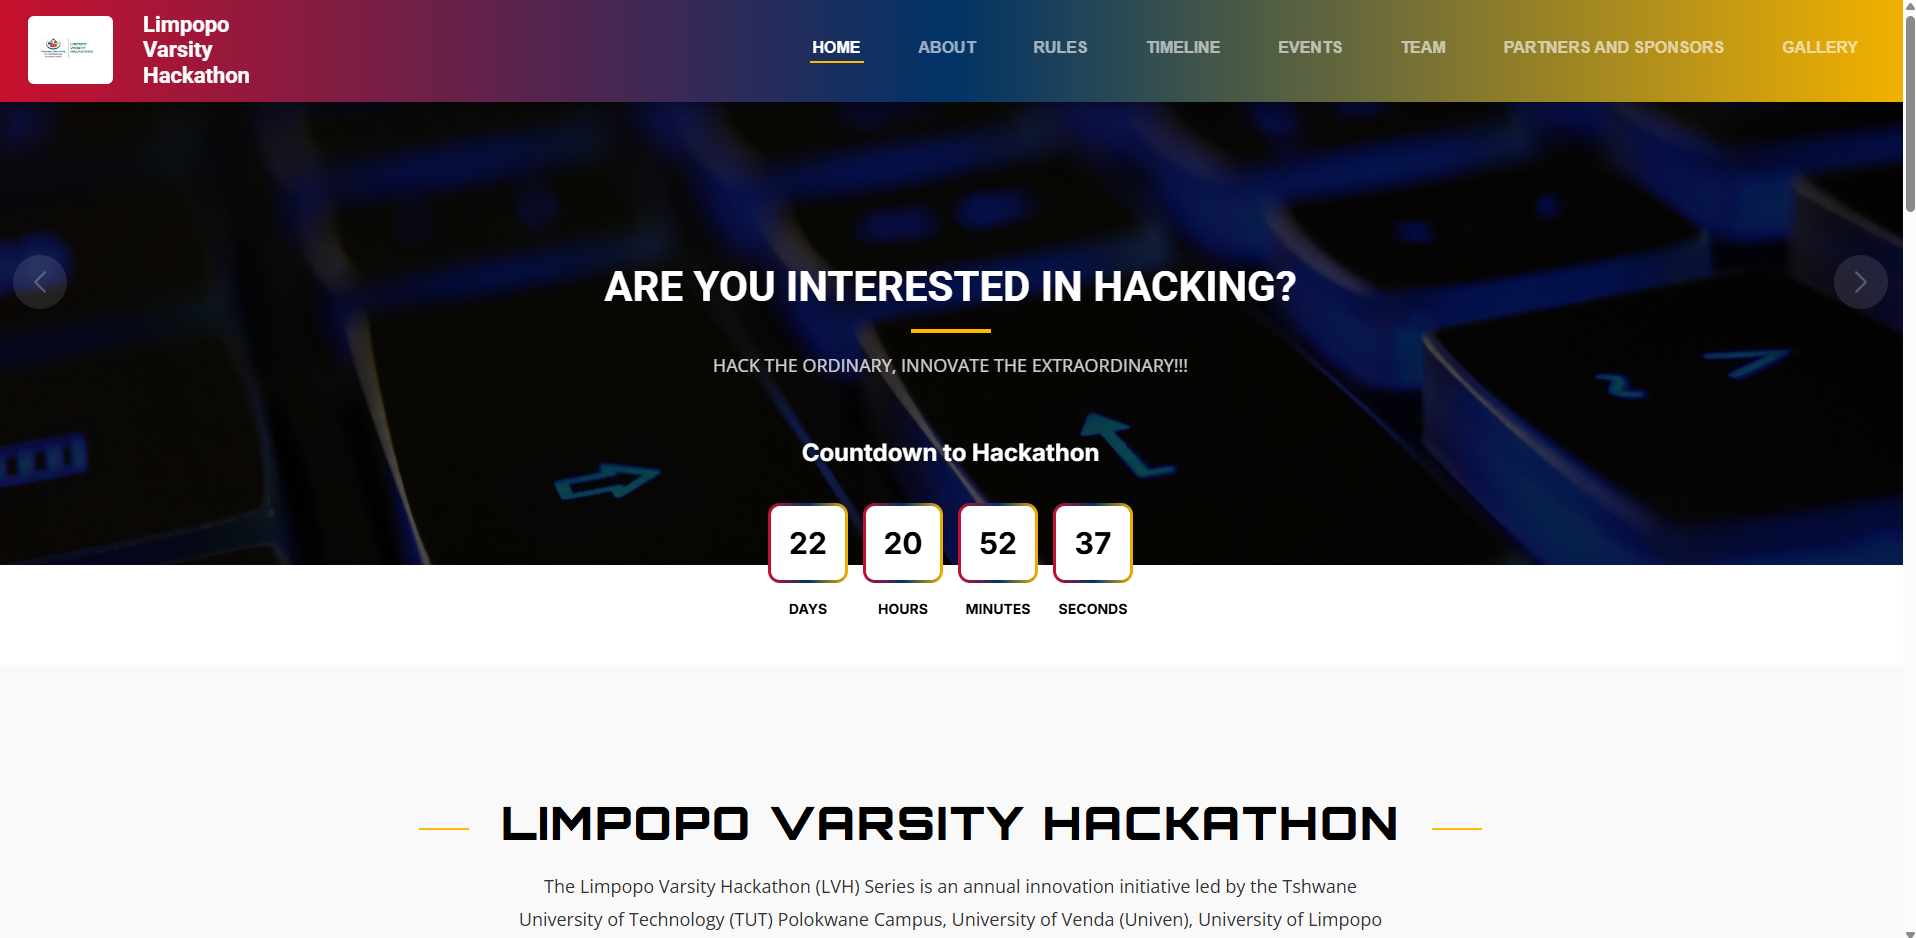 Limpopo
Varsity
Hackathon
HOME ABOUT RULES TIMELINE EVENTS TEAM PARTNERS AND SPONSORS GALLERY
ARE YOU INTERESTED IN HACKING?
HACK THE ORDINARY, INNOVATE THE EXTRAORDINARY!!!
Countdown to Hackathon
22 20 52 37
DAYS HOURS MINUTES SECONDS
LIMPOPO VARSITY HACKATHON
The Limpopo Varsity Hackathon (LVH) Series is an annual innovation initiative led by the Tshwane
University of Technology (TUT) Polokwane Campus, University of Venda (Univen), University of Limpopo